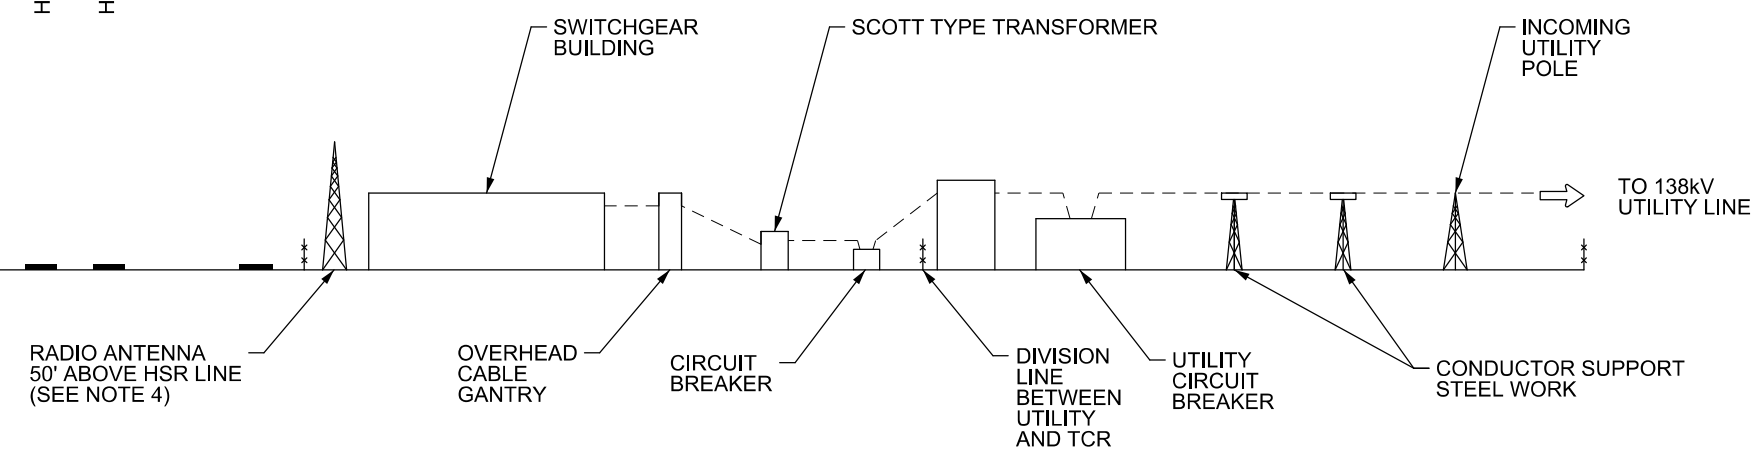 H
H
SWITCHGEAR
BUILDING
SCOTT TYPE TRANSFORMER
INCOMING
UTILITY
POLE
TO 138kV
UTILITY LINE
RADIO ANTENNA
50' ABOVE HSR LINE
(SEE NOTE 4)
OVERHEAD
CABLE
GANTRY
CIRCUIT
BREAKER
DIVISION
LINE
BETWEEN
UTILITY
AND TCR
UTILITY
CIRCUIT
BREAKER
CONDUCTOR SUPPORT
STEEL WORK